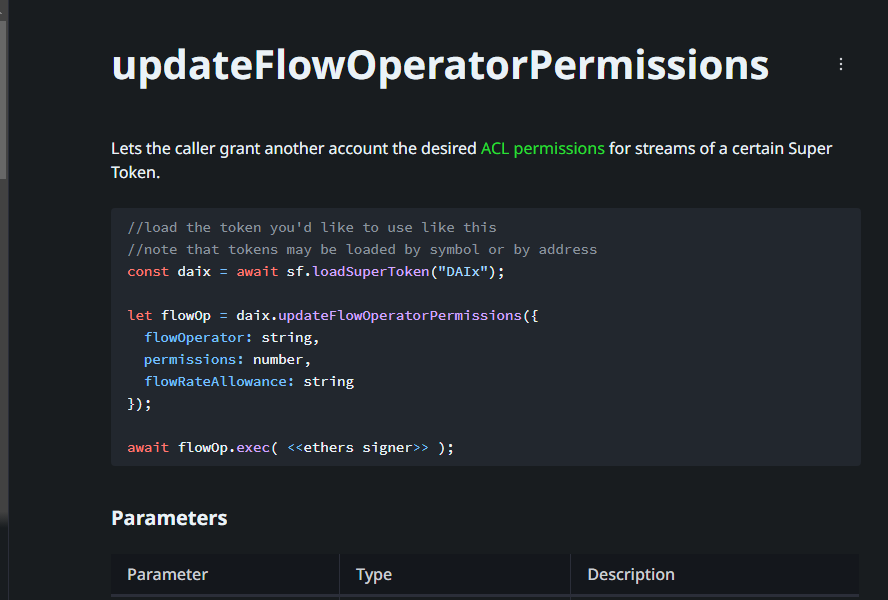 updateFlowOperatorPermissions
Lets the caller grant another account the desired ACL permissions for streams of a certain Super
Token.
//load the token you'd like to use like this
//note that tokens may be loaded by symbol or by address
const daix = await sf.loadSuperToken("DAIx");
let flowOp = daix.updateFlowOperatorPermissions({
  flowOperator: string,
  permissions: number,
  flowRateAllowance: string
});
await flowOp.exec( <<ethers signer>> );
Parameters
Parameter Type Description